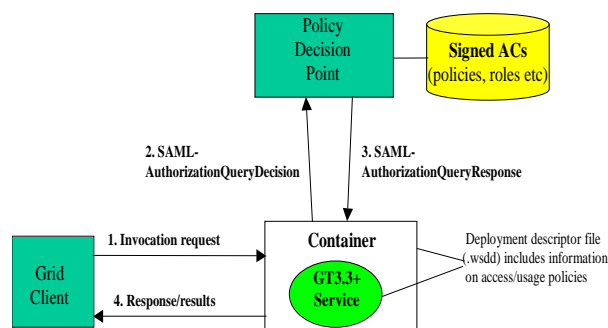 Policy
Decision
Point
Signed ACs
(policies, roles etc)
2. SAML-
AuthorizationQueryDecision
3. SAML-
AuthorizationQueryResponse
1. Invocation request
Container
Deployment descriptor file
(.wsdd) includes information
on access/usage policies
Grid
Client
GT3.3+
Service
4. Response/results